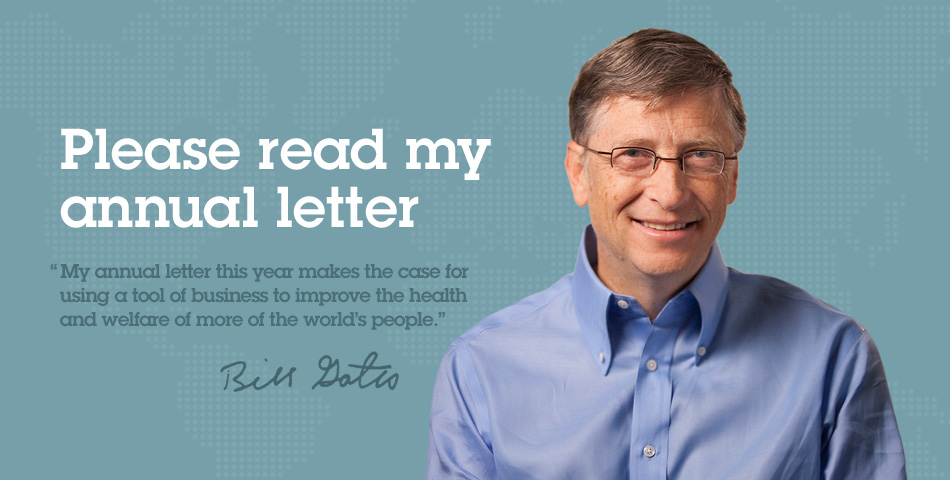 Please read my
annual letter
“My annual letter this year makes the case for
using a tool of business to improve the health
and welfare of more of the world’s people.”
Bill Gates